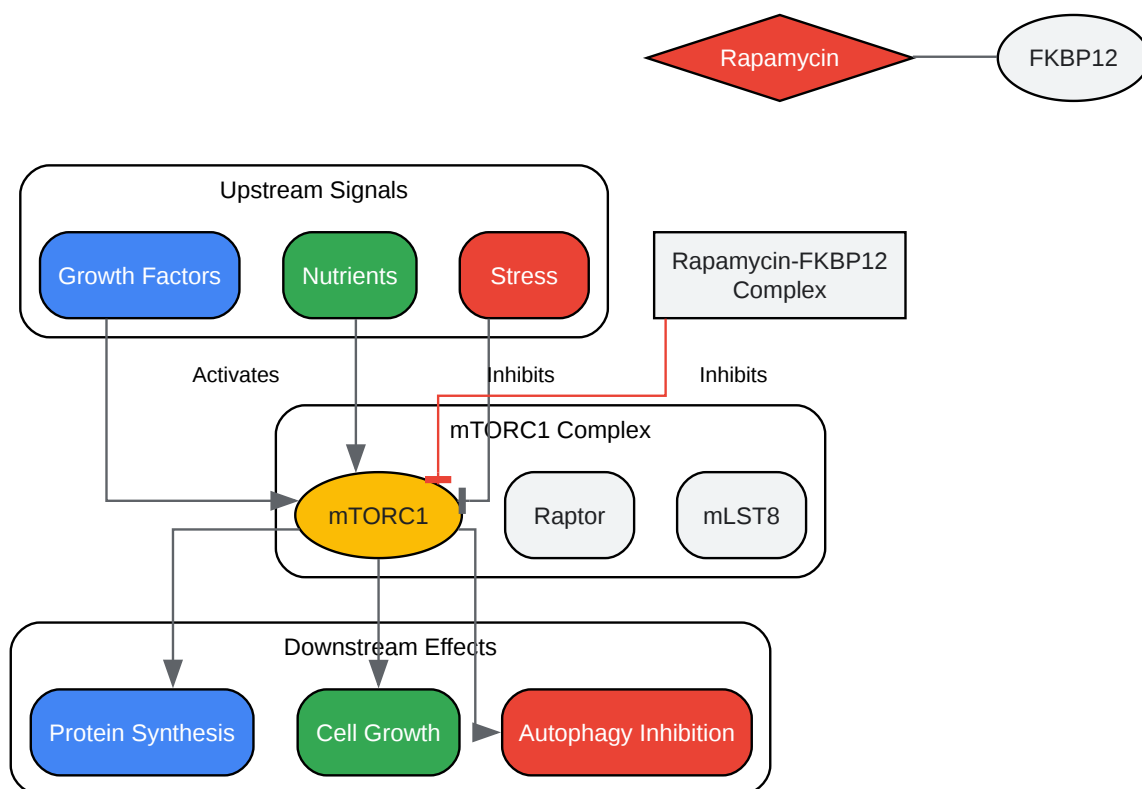 Rapamycin
FKBP12
Upstream Signals
Growth Factors
Nutrients
Stress
Rapamycin-FKBP12
Complex
Activates
Inhibits
Inhibits
mTORC1 Complex
mTORC1
Raptor
mLST8
Downstream Effects
Protein Synthesis
Cell Growth
Autophagy Inhibition